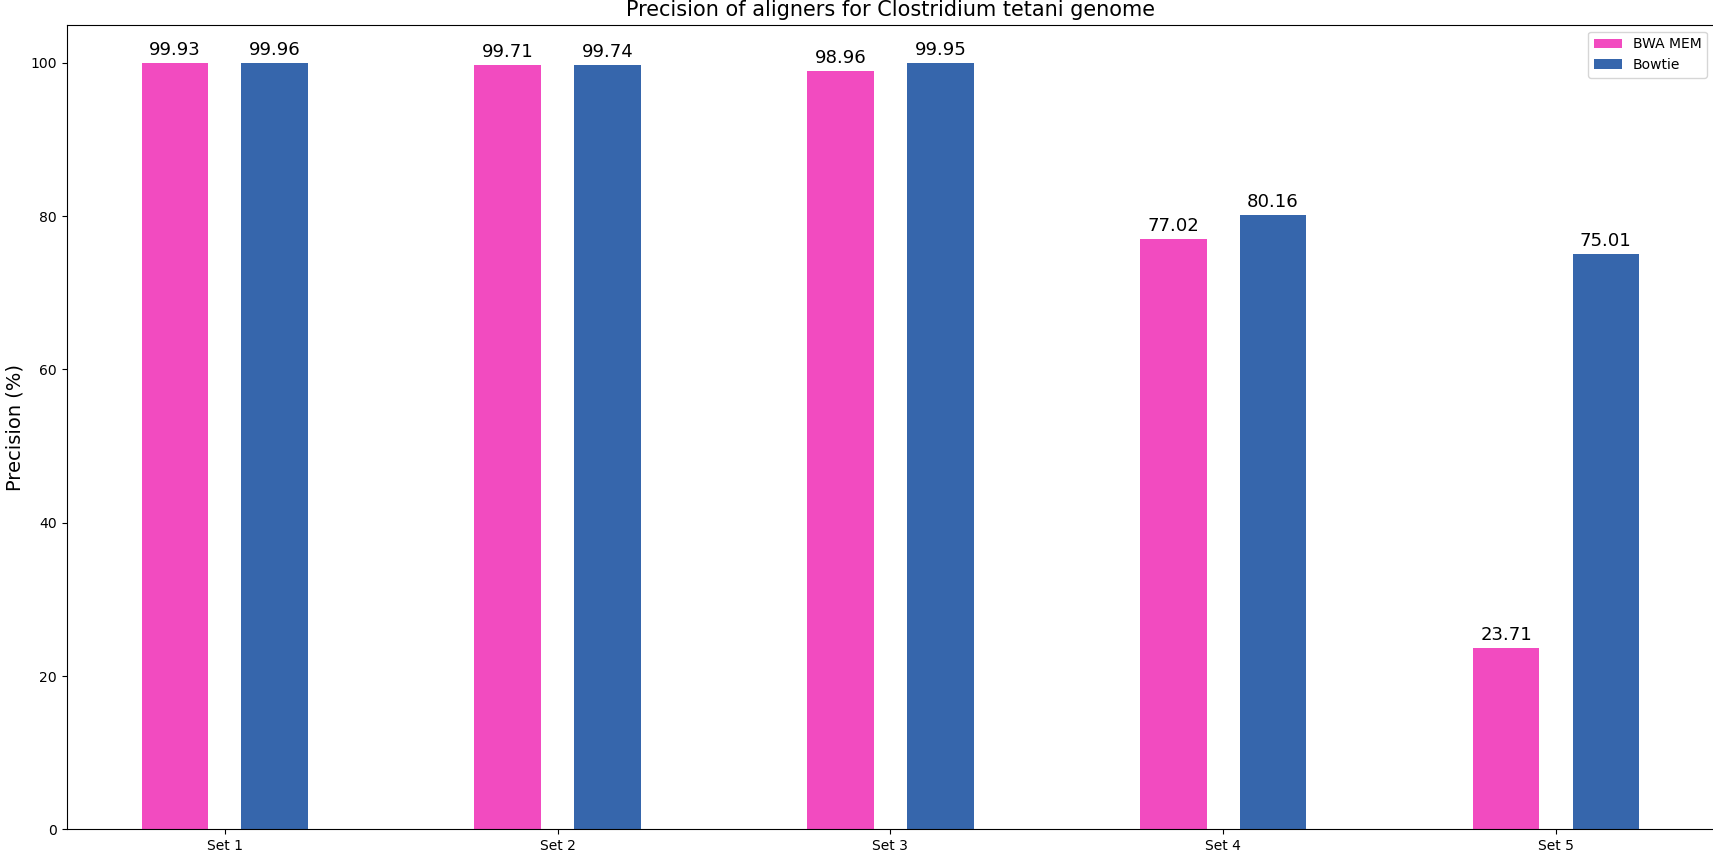 Precision of aligners for Clostridium tetani genome
BWA MEM
Bowtie
99.93
99.96
99.71
99.74
98.96
99.95
77.02
80.16
23.71
75.01
Precision (%)
100
80
60
40
20
0
Set 1
Set 2
Set 3
Set 4
Set 5